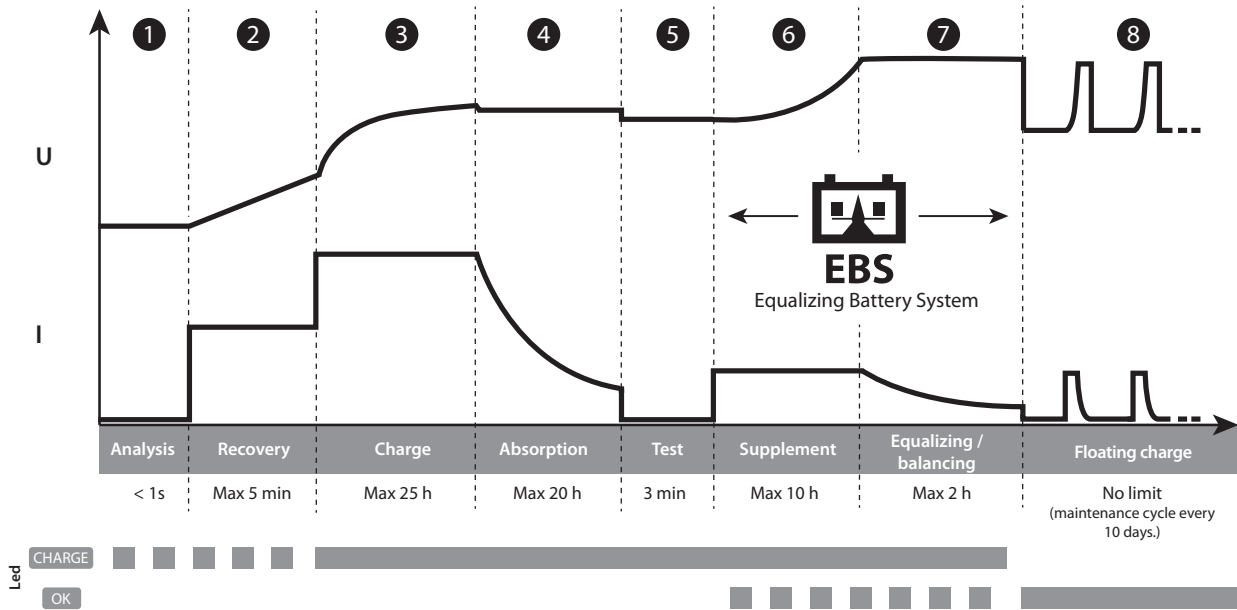 1 2 3 4 5 6 7 8
U
I
EBS
Equalizing Battery System
Analysis Recovery Charge Absorption Test Supplement Equalizing / balancing Floating charge
< 1s Max 5 min Max 25 h Max 20 h 3 min Max 10 h Max 2 h No limit
(maintenance cycle every
10 days.)
Led
CHARGE
OK